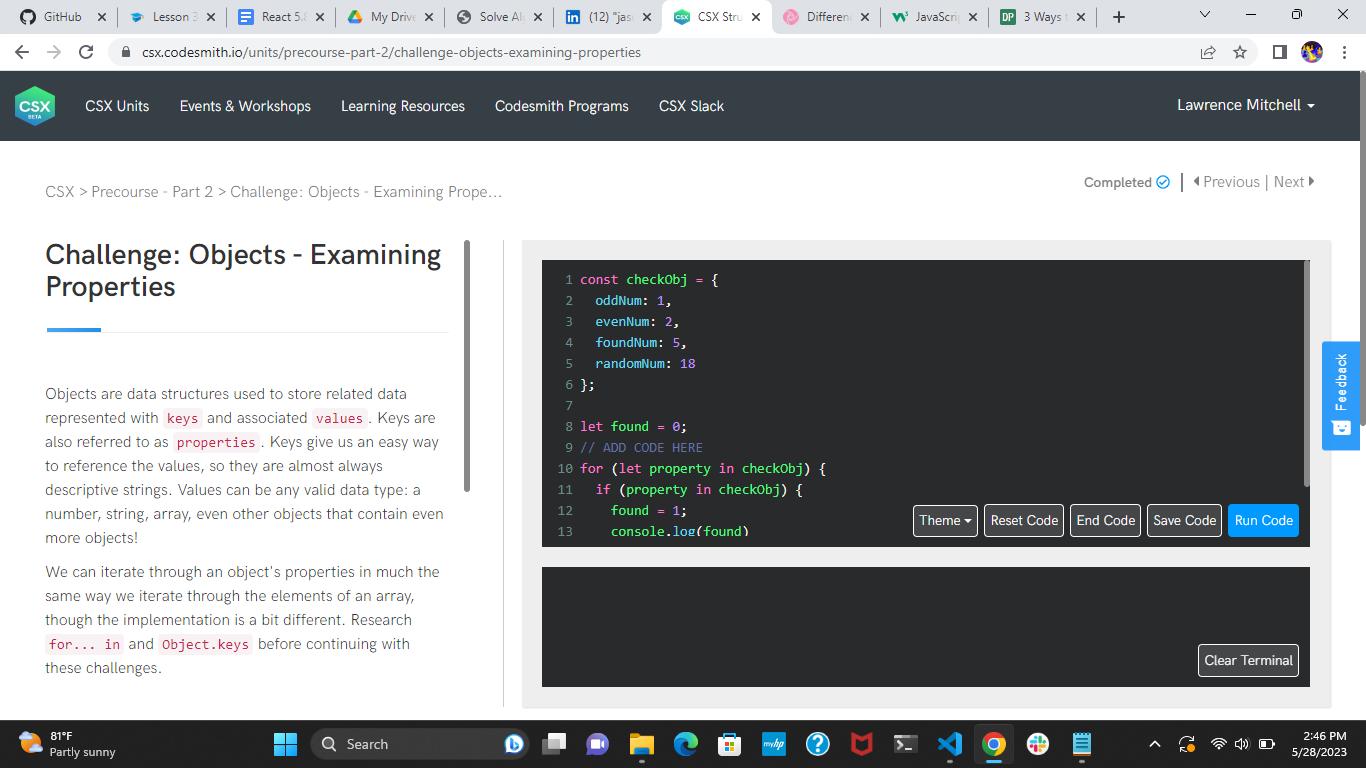 GitHub
Lesson 3
React 5.8
My Drive
Solve Al
(12) "jas
CSX Stru
Differen
JavaScri
3 Ways t
csx.codesmith.io/units/precourse-part-2/challenge-objects-examining-properties
CSX
BETA
CSX Units
Events & Workshops
Learning Resources
Codesmith Programs
CSX Slack
Lawrence Mitchell
CSX > Precourse - Part 2 > Challenge: Objects - Examining Prope...
Completed
Previous | Next
Challenge: Objects - Examining
Properties
Objects are data structures used to store related data
represented with keys and associated values. Keys are
also referred to as properties. Keys give us an easy way
to reference the values, so they are almost always
descriptive strings. Values can be any valid data type: a
number, string, array, even other objects that contain even
more objects!
We can iterate through an object's properties in much the
same way we iterate through the elements of an array,
though the implementation is a bit different. Research
for... in and Object.keys before continuing with
these challenges.
1 const checkObj = {
2 oddNum: 1,
3 evenNum: 2,
4 foundNum: 5,
5 randomNum: 18
6 };
7
8 let found = 0;
9 // ADD CODE HERE
10 for (let property in checkObj) {
11 if (property in checkObj) {
12 found = 1;
13 console.log(found)
Theme
Reset Code
End Code
Save Code
Run Code
Clear Terminal
Feedback
81°F
Partly sunny
Search
myhp
2:46 PM
5/28/2023